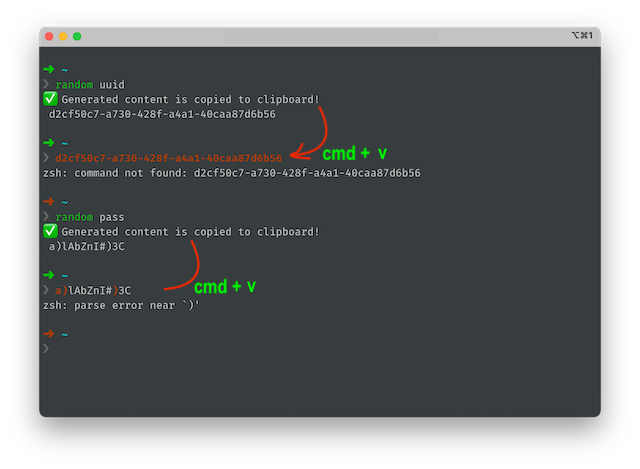 ⌥⌘1
➜ ~
❯ random uuid
✅ Generated content is copied to clipboard!
d2cf50c7-a730-428f-a4a1-40caa87d6b56
➜ ~
❯ d2cf50c7-a730-428f-a4a1-40caa87d6b56
cmd + v
zsh: command not found: d2cf50c7-a730-428f-a4a1-40caa87d6b56
➜ ~
❯ random pass
✅ Generated content is copied to clipboard!
a)lAbZnI#)3C
➜ ~
❯ a)lAbZnI#)3C
cmd + v
zsh: parse error near `)'
➜ ~
❯